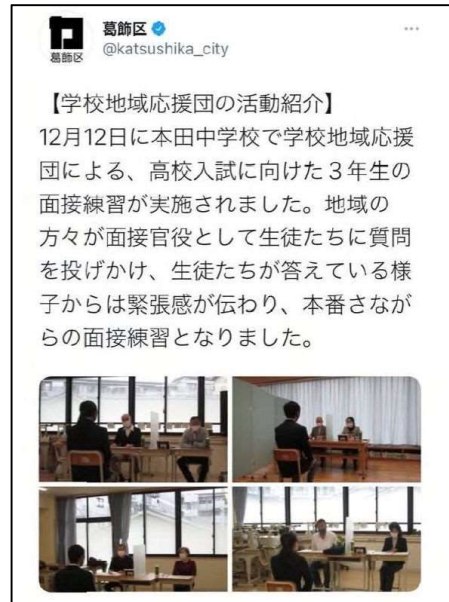 葛飾区
@katsushika_city
葛飾区
【学校地域応援団の活動紹介】
12月12日に本田中学校で学校地域応援
団による、高校入試に向けた３年生の
面接練習が実施されました。地域の
方々が面接官役として生徒たちに質問
を投げかけ、生徒たちが答えている様
子からは緊張感が伝わり、本番さなが
らの面接練習となりました。